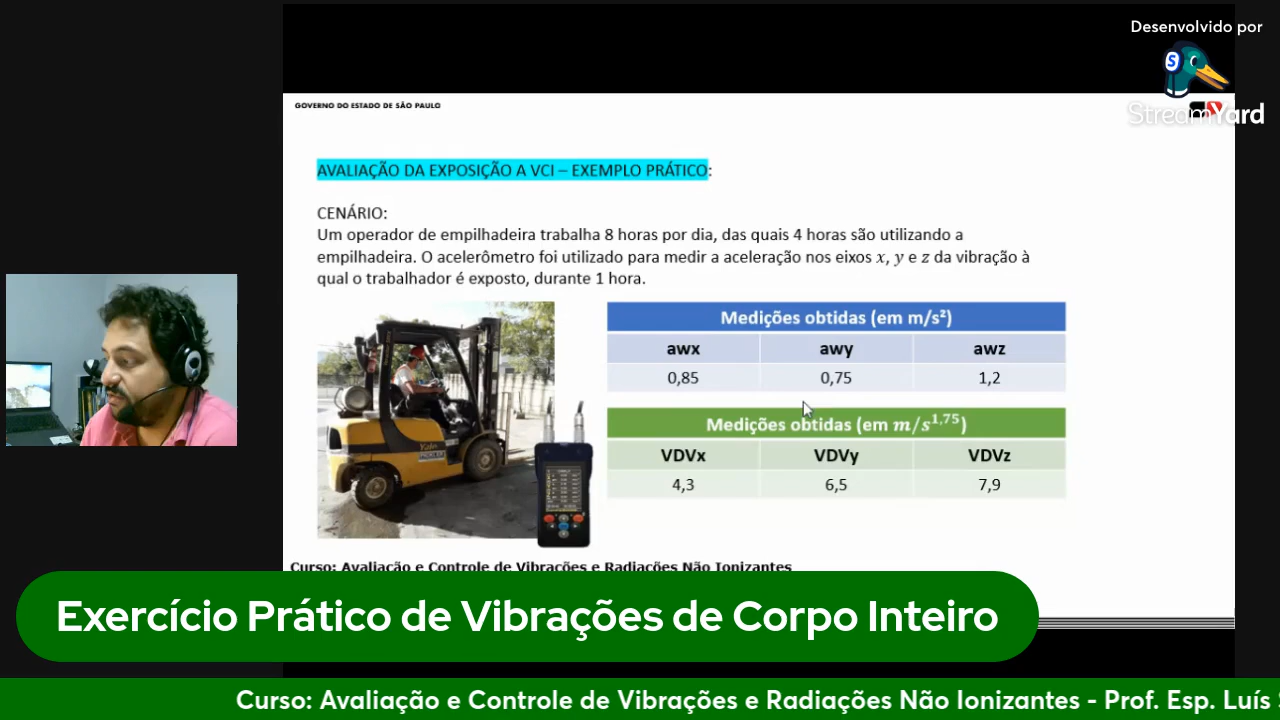 Desenvolvido por
StreamYard
GOVERNO DO ESTADO DE SÃO PAULO
AVALIAÇÃO DA EXPOSIÇÃO A VCI – EXEMPLO PRÁTICO:
CENÁRIO:
Um operador de empilhadeira trabalha 8 horas por dia, das quais 4 horas são utilizando a
empilhadeira. O acelerômetro foi utilizado para medir a aceleração nos eixos x, y e z da vibração à
qual o trabalhador é exposto, durante 1 hora.
Medições obtidas (em m/s²)
awx awy awz
0,85 0,75 1,2
Medições obtidas (em m/s^1,75)
VDVx VDVy VDVz
4,3 6,5 7,9
Curso: Avaliação e Controle de Vibrações e Radiações Não Ionizantes
Exercício Prático de Vibrações de Corpo Inteiro
Curso: Avaliação e Controle de Vibrações e Radiações Não Ionizantes - Prof. Esp. Luís